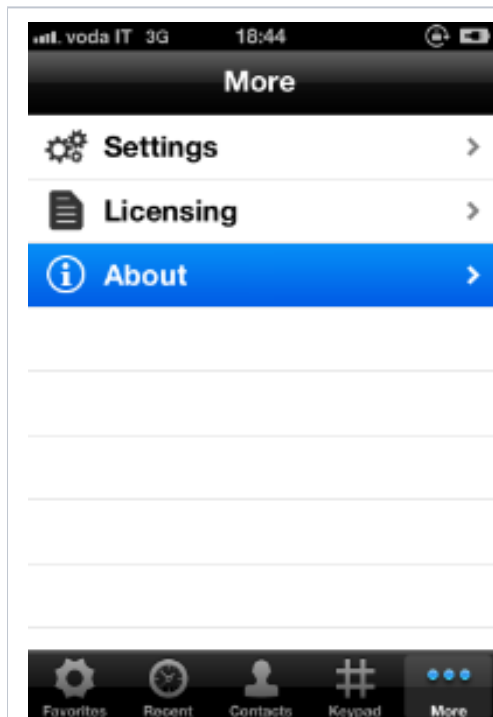 voda IT 3G 18:44
More
Settings
Licensing
About
Favorites Recent Contacts Keypad More